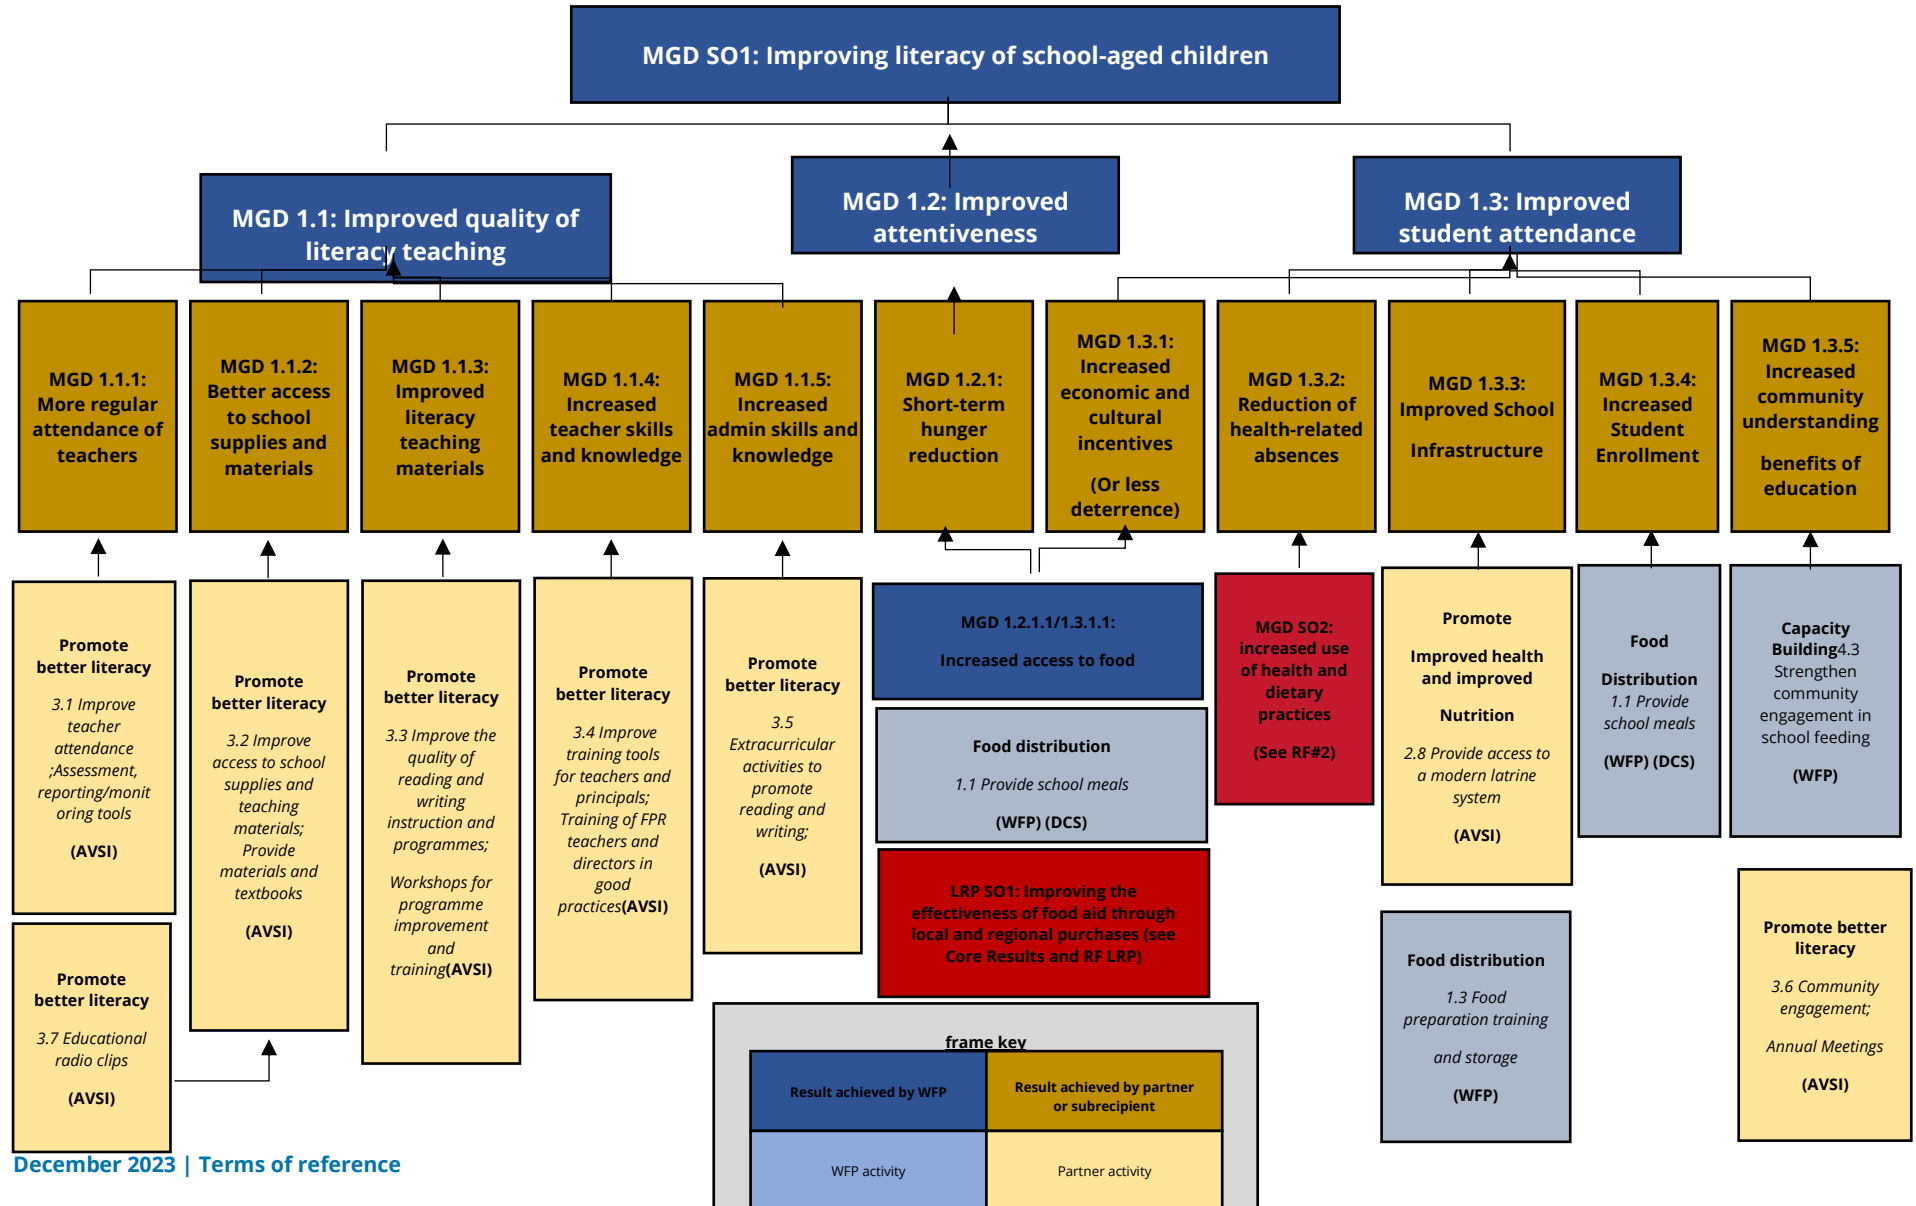 MGD SO1: Improving literacy of school-aged children
MGD 1.1: Improved quality of
literacy teaching
MGD 1.2: Improved
attentiveness
MGD 1.3: Improved
student attendance
MGD 1.1.1:
More regular
attendance of
teachers
MGD 1.1.2:
Better access
to school
supplies and
materials
MGD 1.1.3:
Improved
literacy
teaching
materials
MGD 1.1.4:
Increased
teacher skills
and knowledge
MGD 1.1.5:
Increased
admin skills and
knowledge
MGD 1.2.1:
Short-term
hunger
reduction
MGD 1.3.1:
Increased
economic and
cultural
incentives
(Or less
deterrence)
MGD 1.3.2:
Reduction of
health-related
absences
MGD 1.3.3:
Improved School
Infrastructure
MGD 1.3.4:
Increased
Student
Enrollment
MGD 1.3.5:
Increased
community
understanding
benefits of
education
Promote
better literacy
3.1 Improve
teacher
attendance
;Assessment,
reporting/monit
oring tools
(AVSI)
Promote
better literacy
3.7 Educational
radio clips
(AVSI)
Promote
better literacy
3.2 Improve
access to school
supplies and
teaching
materials;
Provide
materials and
textbooks
(AVSI)
Promote
better literacy
3.3 Improve the
quality of
reading and
writing
instruction and
programmes;
Workshops for
programme
improvement
and
training(AVSI)
Promote
better literacy
3.4 Improve
training tools
for teachers and
principals;
Training of FPR
teachers and
directors in
good
practices(AVSI)
Promote
better literacy
3.5
Extracurricular
activities to
promote
reading and
writing;
(AVSI)
MGD 1.2.1.1/1.3.1.1:
Increased access to food
Food distribution
1.1 Provide school meals
(WFP) (DCS)
LRP SO1: Improving the
effectiveness of food aid through
local and regional purchases (see
Core Results and RF LRP)
MGD SO2:
increased use
of health and
dietary
practices
(See RF#2)
Promote
Improved health
and improved
Nutrition
2.8 Provide access to
a modern latrine
system
(AVSI)
Food distribution
1.3 Food
preparation training
and storage
(WFP)
Food
Distribution
1.1 Provide
school meals
(WFP) (DCS)
Capacity
Building4.3
Strengthen
community
engagement in
school feeding
(WFP)
Promote better
literacy
3.6 Community
engagement;
Annual Meetings
(AVSI)
frame key
Result achieved by WFP
Result achieved by partner
or subrecipient
WFP activity
Partner activity
December 2023 | Terms of reference